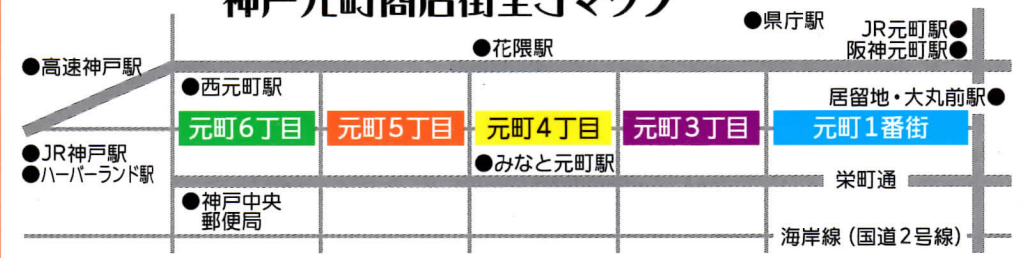 神戸元町商店街全ｺマップ
●県庁駅
JR元町駅●
阪神元町駅●
●花隈駅
●高速神戸駅
●西元町駅
居留地・大丸前駅●
元町6丁目
元町5丁目
元町4丁目
元町3丁目
元町1番街
●JR神戸駅
●ハーバーランド駅
●みなと元町駅
栄町通
●神戸中央
郵便局
海岸線（国道2号線）